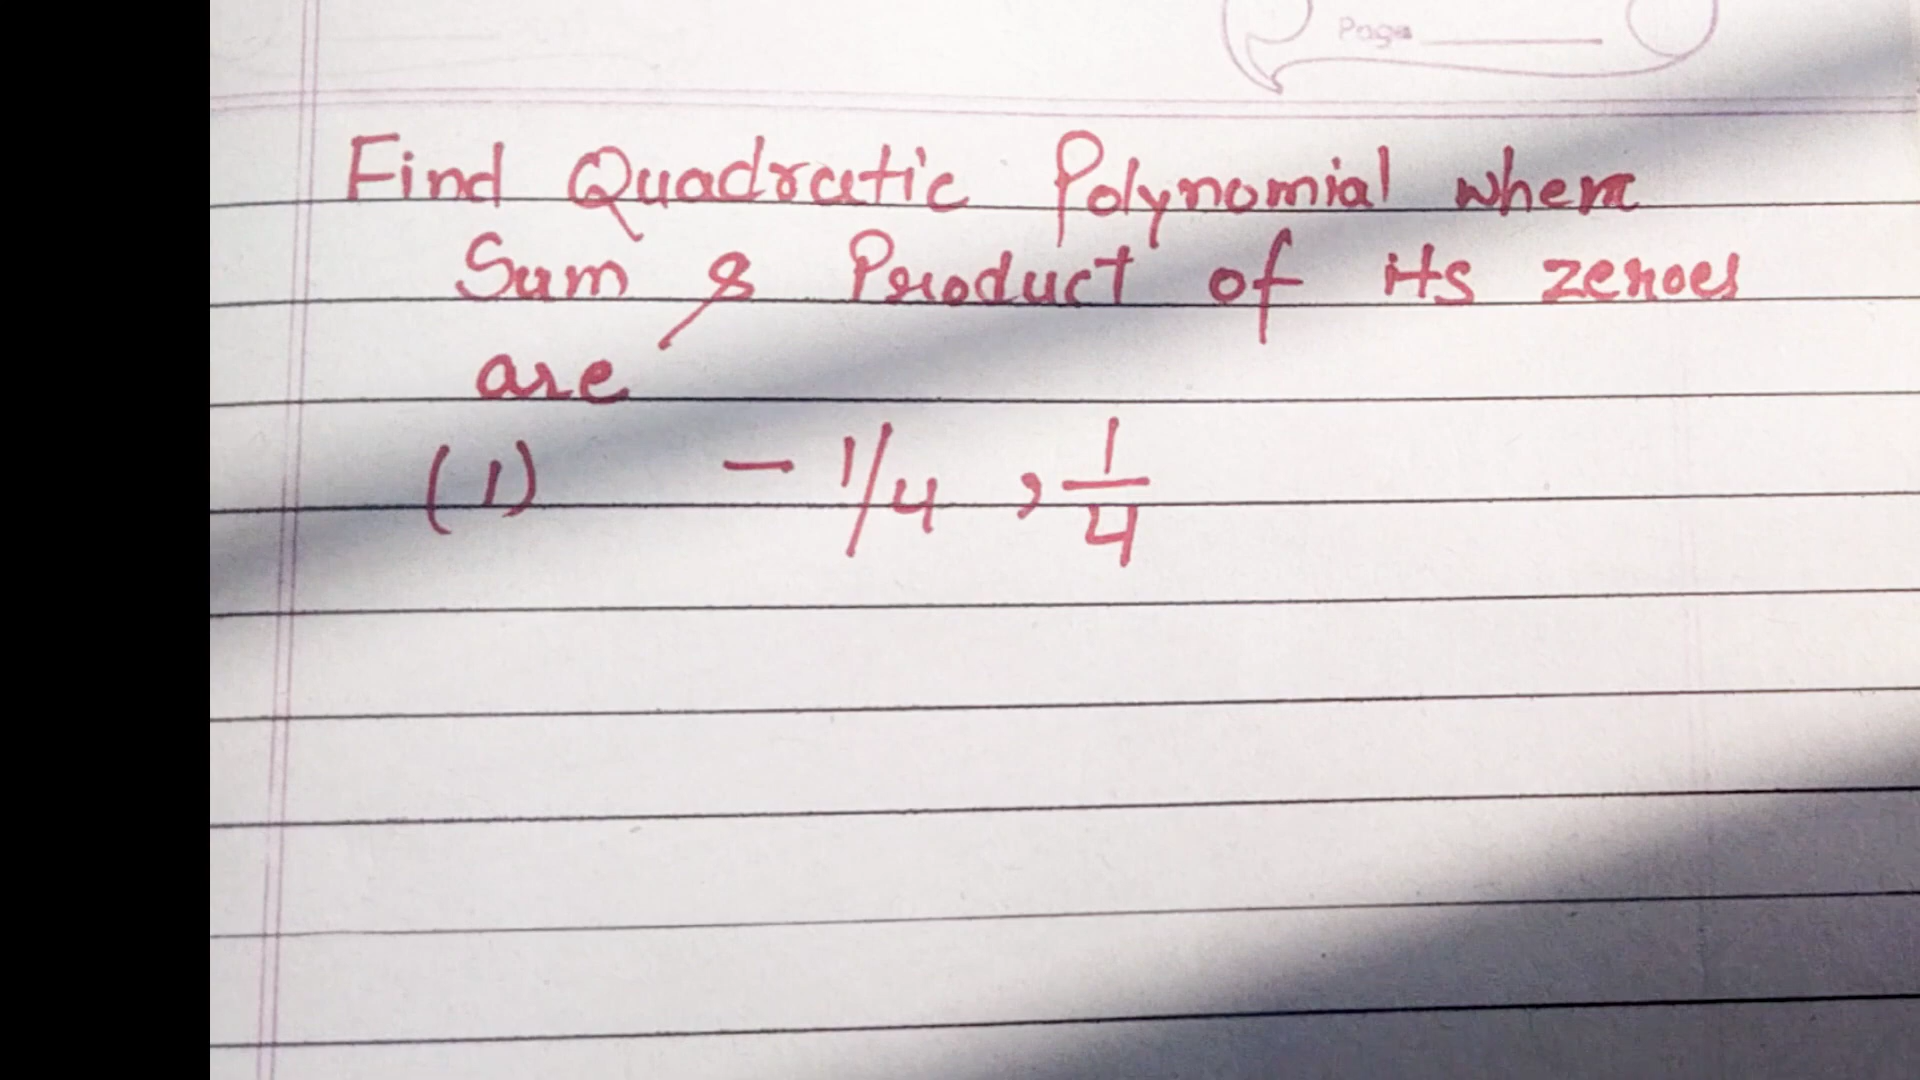 Page
Find Quadratic Polynomial where
Sum & Product of its zeroes
are
(1) - 1/4 , 1/4